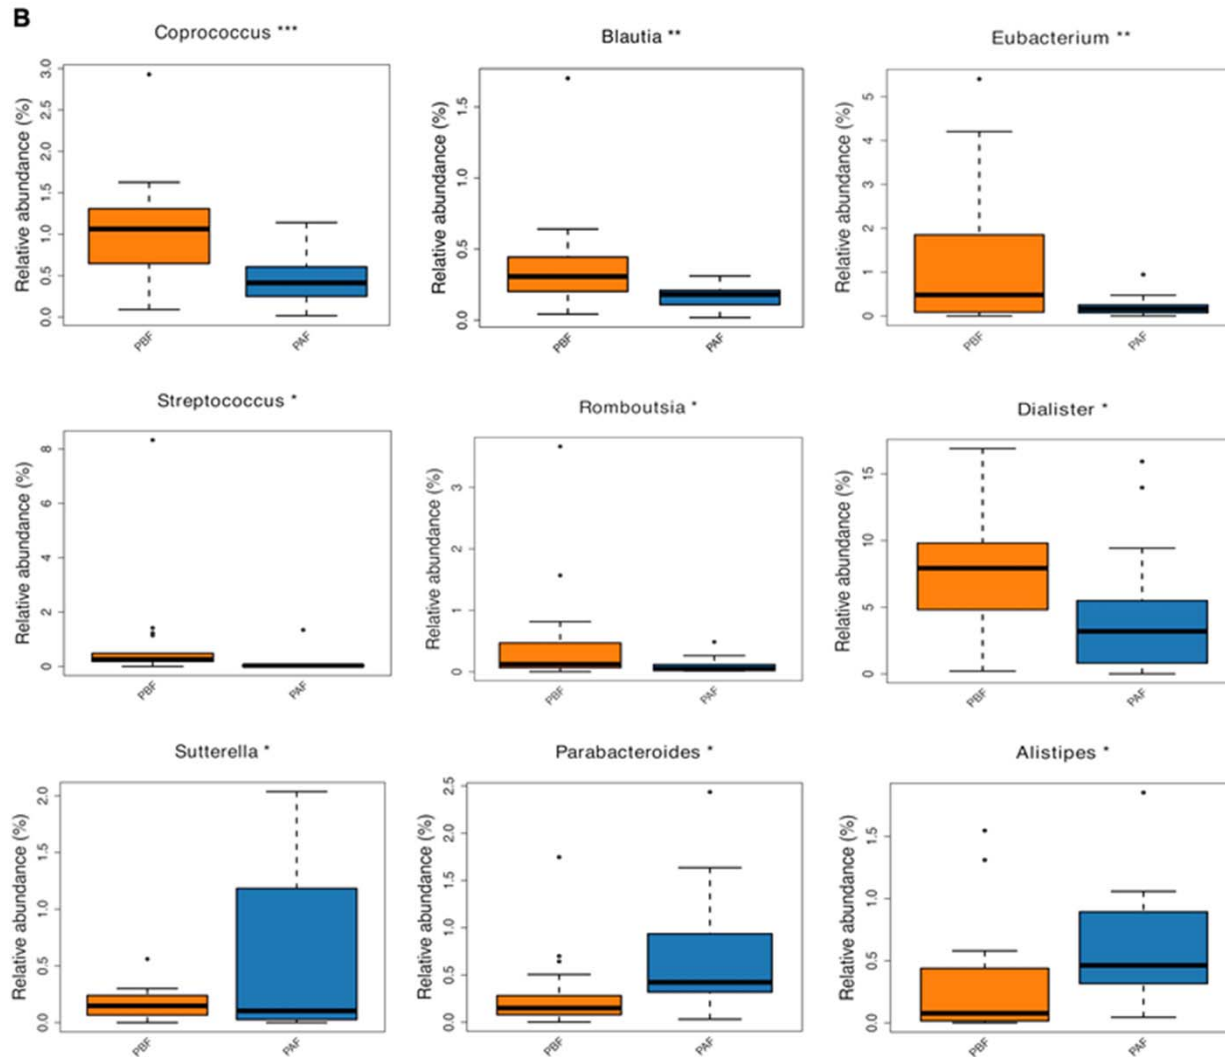 B
Coprococcus ***
Relative abundance (%)
3.0
2.5
2.0
1.5
1.0
0.5
0.0
PBF
PAF
Blautia **
Relative abundance (%)
1.5
1.0
0.5
0.0
PBF
PAF
Eubacterium **
Relative abundance (%)
5
4
3
2
1
0
PBF
PAF
Streptococcus *
Relative abundance (%)
8
6
4
2
0
PBF
PAF
Romboutsia *
Relative abundance (%)
3
2
1
0
PBF
PAF
Dialister *
Relative abundance (%)
15
10
5
0
PBF
PAF
Sutterella *
Relative abundance (%)
2.0
1.5
1.0
0.5
0.0
PBF
PAF
Parabacteroides *
Relative abundance (%)
2.5
2.0
1.5
1.0
0.5
0.0
PBF
PAF
Alistipes *
Relative abundance (%)
1.5
1.0
0.5
0.0
PBF
PAF